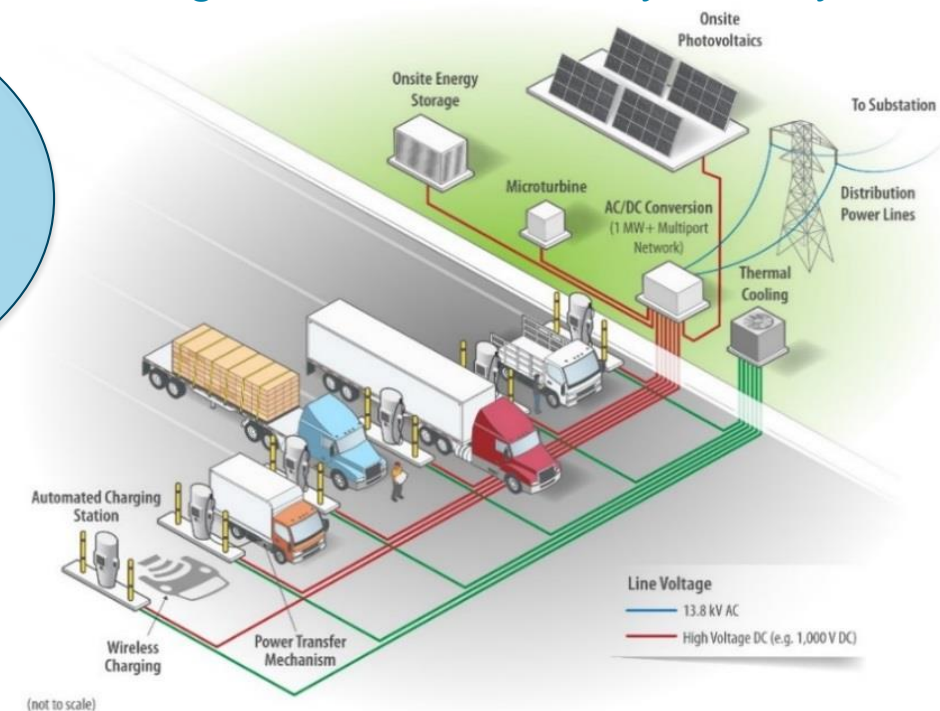 Onsite
Photovoltaics
Onsite Energy
Storage
To Substation
Microturbine
AC/DC Conversion
(1 MW+ Multiport
Network)
Distribution
Power Lines
Thermal
Cooling
Automated Charging
Station
Line Voltage
13.8 kV AC
High Voltage DC (e.g. 1,000 V DC)
Wireless
Charging
Power Transfer
Mechanism
(not to scale)